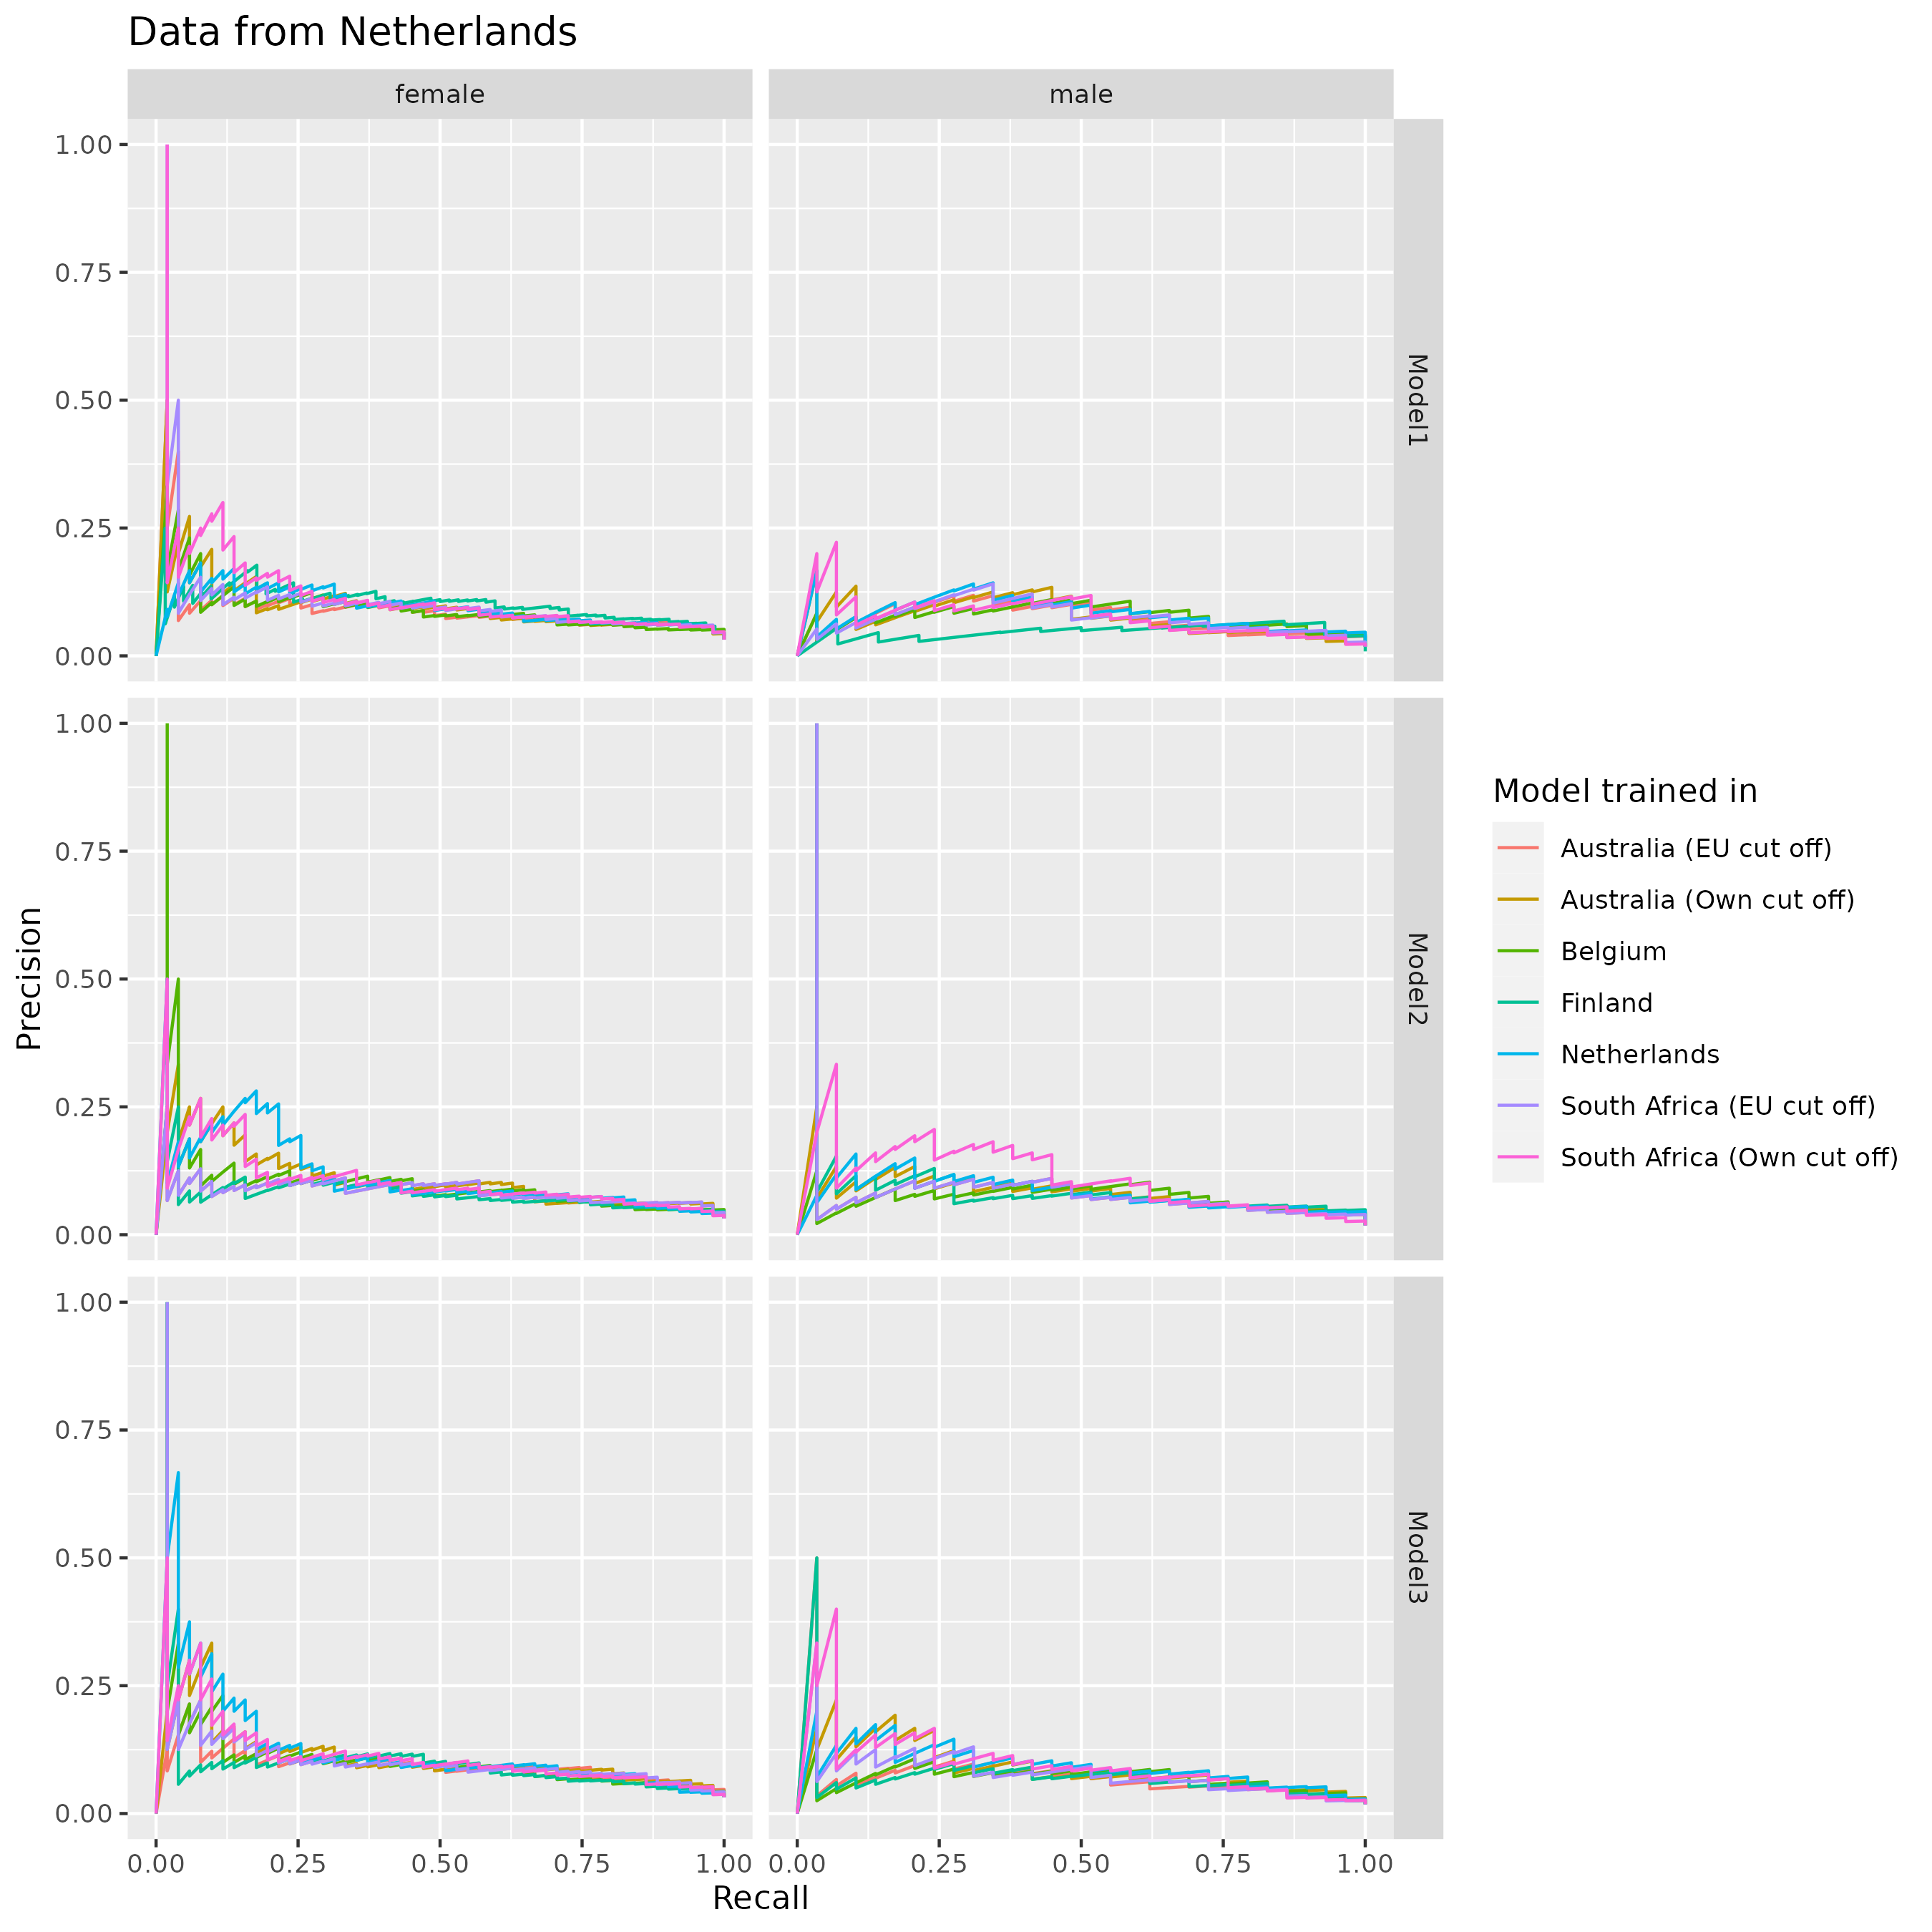 Data from Netherlands
female
male
1.00
0.75
0.50
0.25
0.00
Model1
1.00
0.75
0.50
0.25
0.00
Model2
1.00
0.75
0.50
0.25
0.00
Model3
Precision
0.00 0.25 0.50 0.75 1.00
0.00 0.25 0.50 0.75 1.00
Recall
Model trained in
Australia (EU cut off)
Australia (Own cut off)
Belgium
Finland
Netherlands
South Africa (EU cut off)
South Africa (Own cut off)